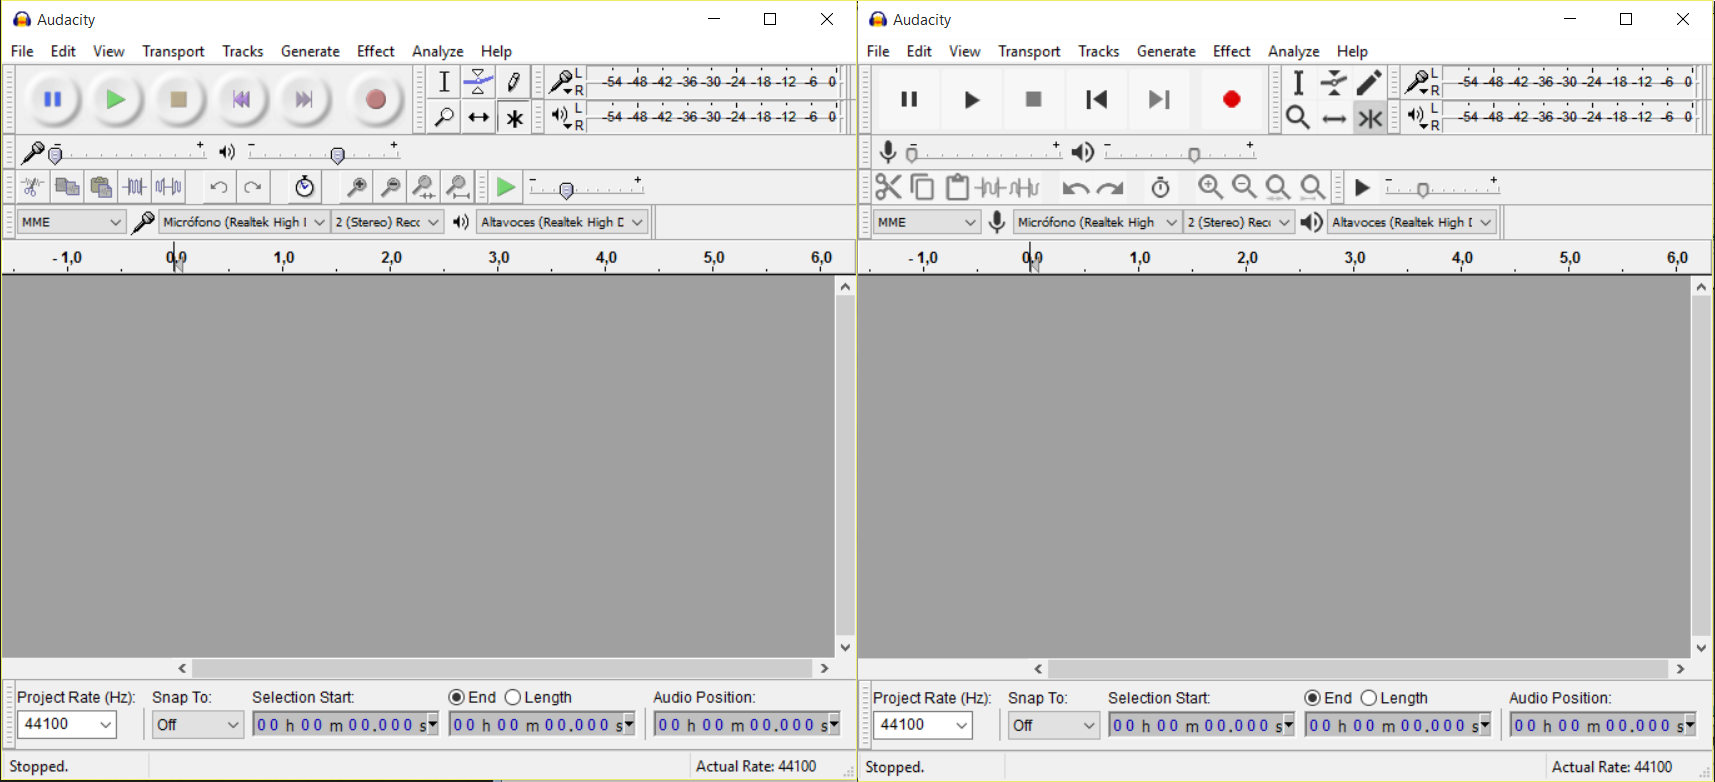 Audacity
File Edit View Transport Tracks Generate Effect Analyze Help
L
R
-54 -48 -42 -36 -30 -24 -18 -12 -6 0
L
R
-54 -48 -42 -36 -30 -24 -18 -12 -6 0
- +
- +
- +
MME
Micrófono (Realtek High
2 (Stereo) Recc
Altavoces (Realtek High D
- 1,0 0,0 1,0 2,0 3,0 4,0 5,0 6,0
Project Rate (Hz): Snap To: Selection Start: End Length Audio Position:
44100 Off 00 h 00 m 00.000 s 00 h 00 m 00.000 s 00 h 00 m 00.000 s
Stopped. Actual Rate: 44100
Audacity
File Edit View Transport Tracks Generate Effect Analyze Help
L
R
-54 -48 -42 -36 -30 -24 -18 -12 -6 0
L
R
-54 -48 -42 -36 -30 -24 -18 -12 -6 0
- +
- +
- +
MME
Micrófono (Realtek High
2 (Stereo) Rec
Altavoces (Realtek High
- 1,0 0,0 1,0 2,0 3,0 4,0 5,0 6,0
Project Rate (Hz): Snap To: Selection Start: End Length Audio Position:
44100 Off 00 h 00 m 00.000 s 00 h 00 m 00.000 s 00 h 00 m 00.000 s
Stopped. Actual Rate: 44100